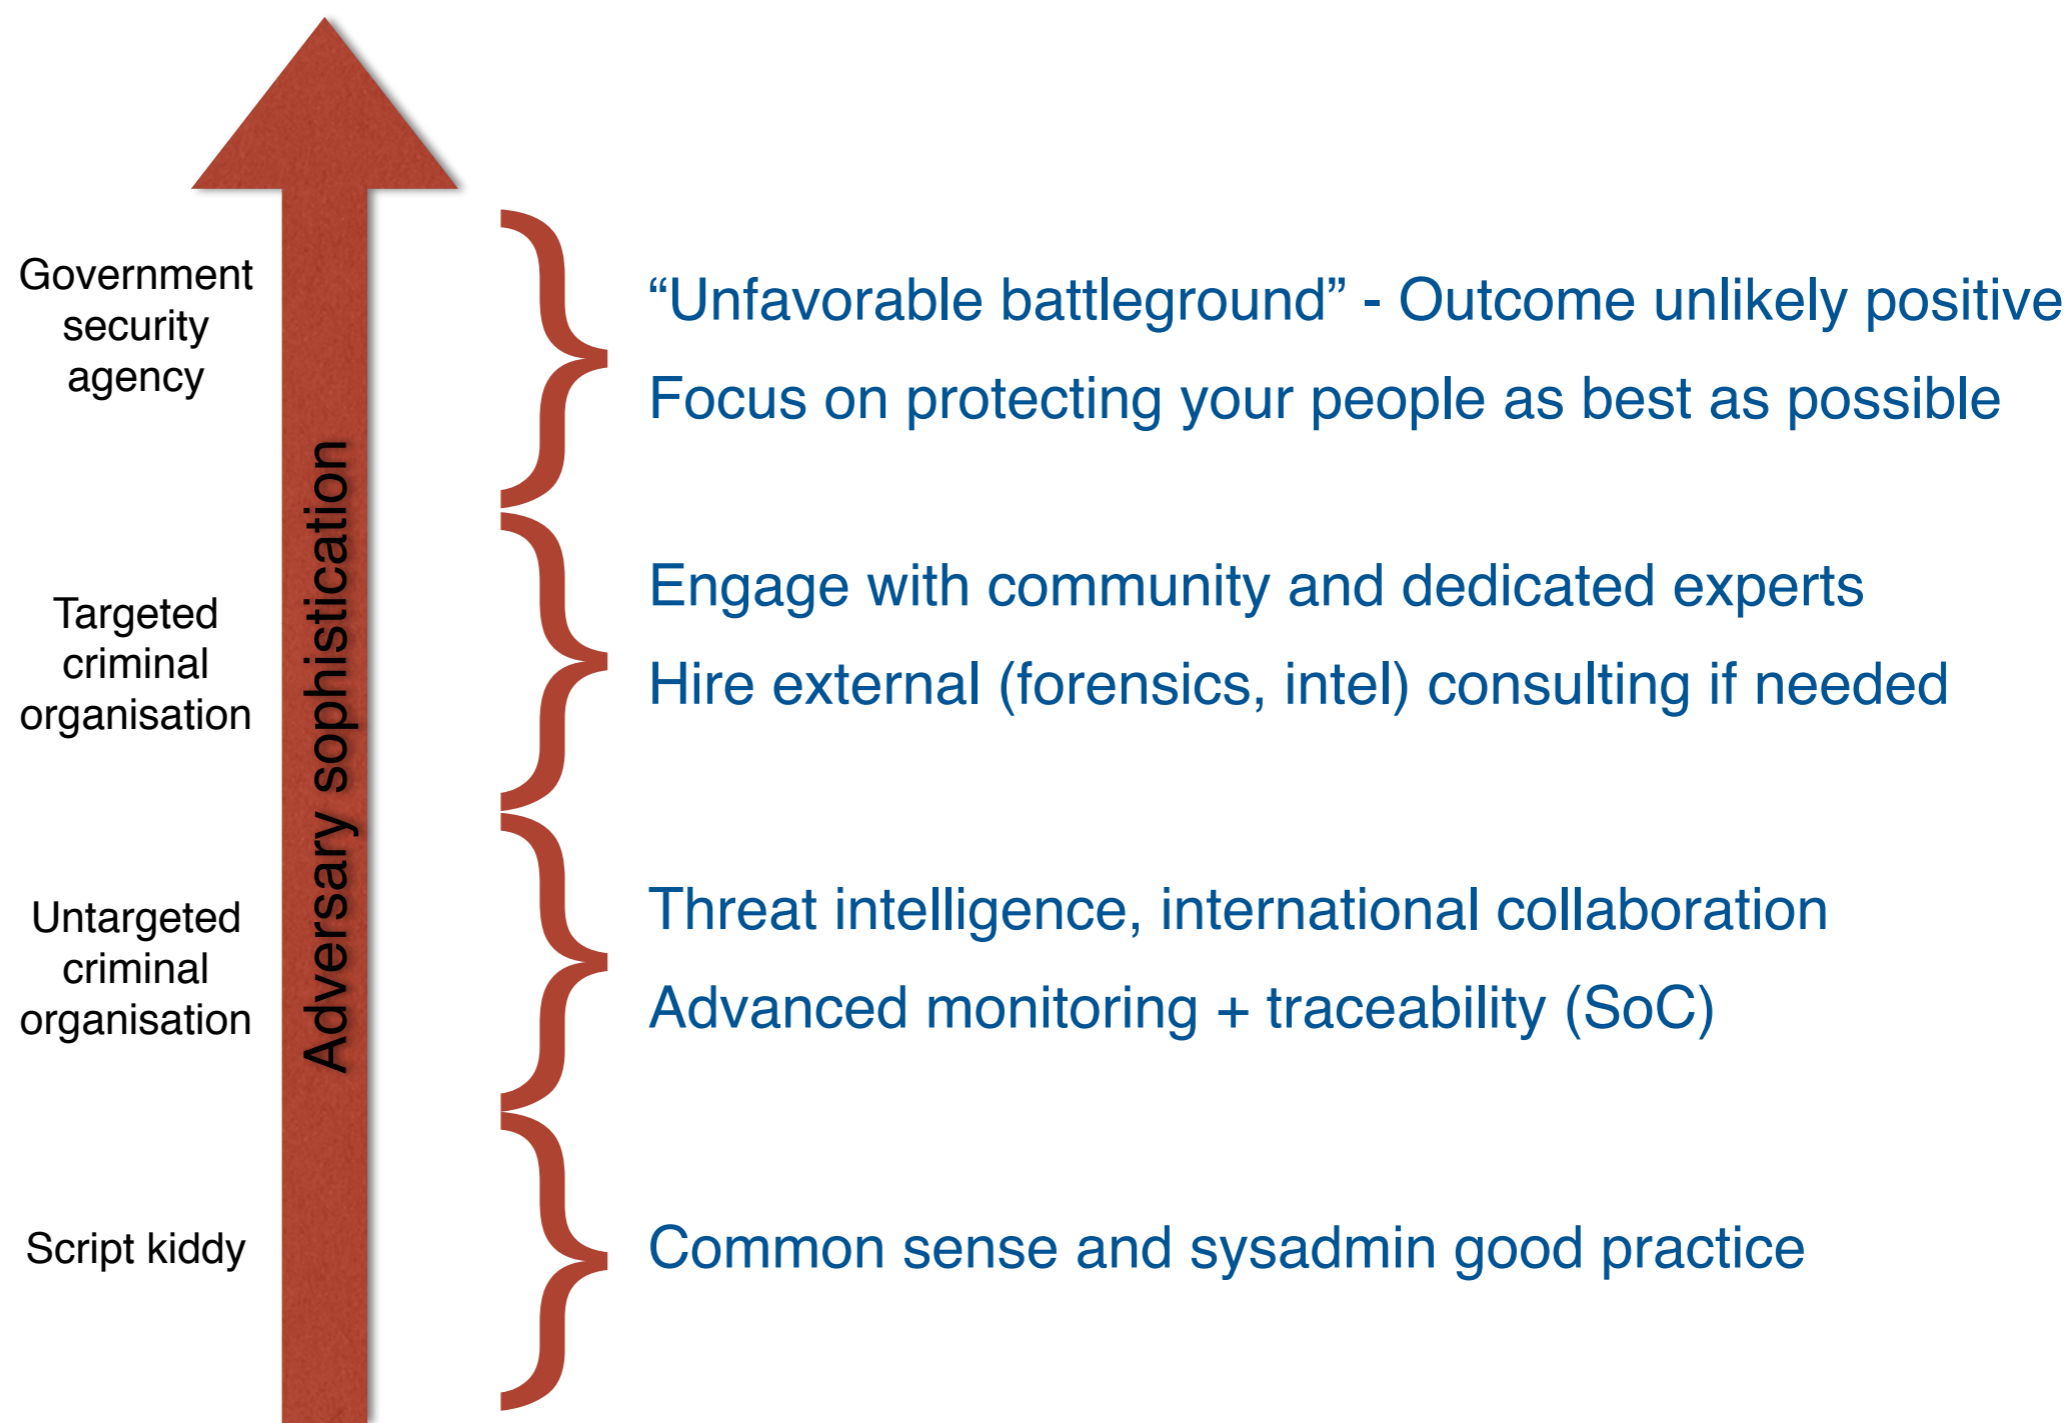 Government
security
agency
“Unfavorable battleground” - Outcome unlikely positive
Focus on protecting your people as best as possible
Adversary sophistication
Targeted
criminal
organisation
Engage with community and dedicated experts
Hire external (forensics, intel) consulting if needed
Untargeted
criminal
organisation
Threat intelligence, international collaboration
Advanced monitoring + traceability (SoC)
Script kiddy
Common sense and sysadmin good practice